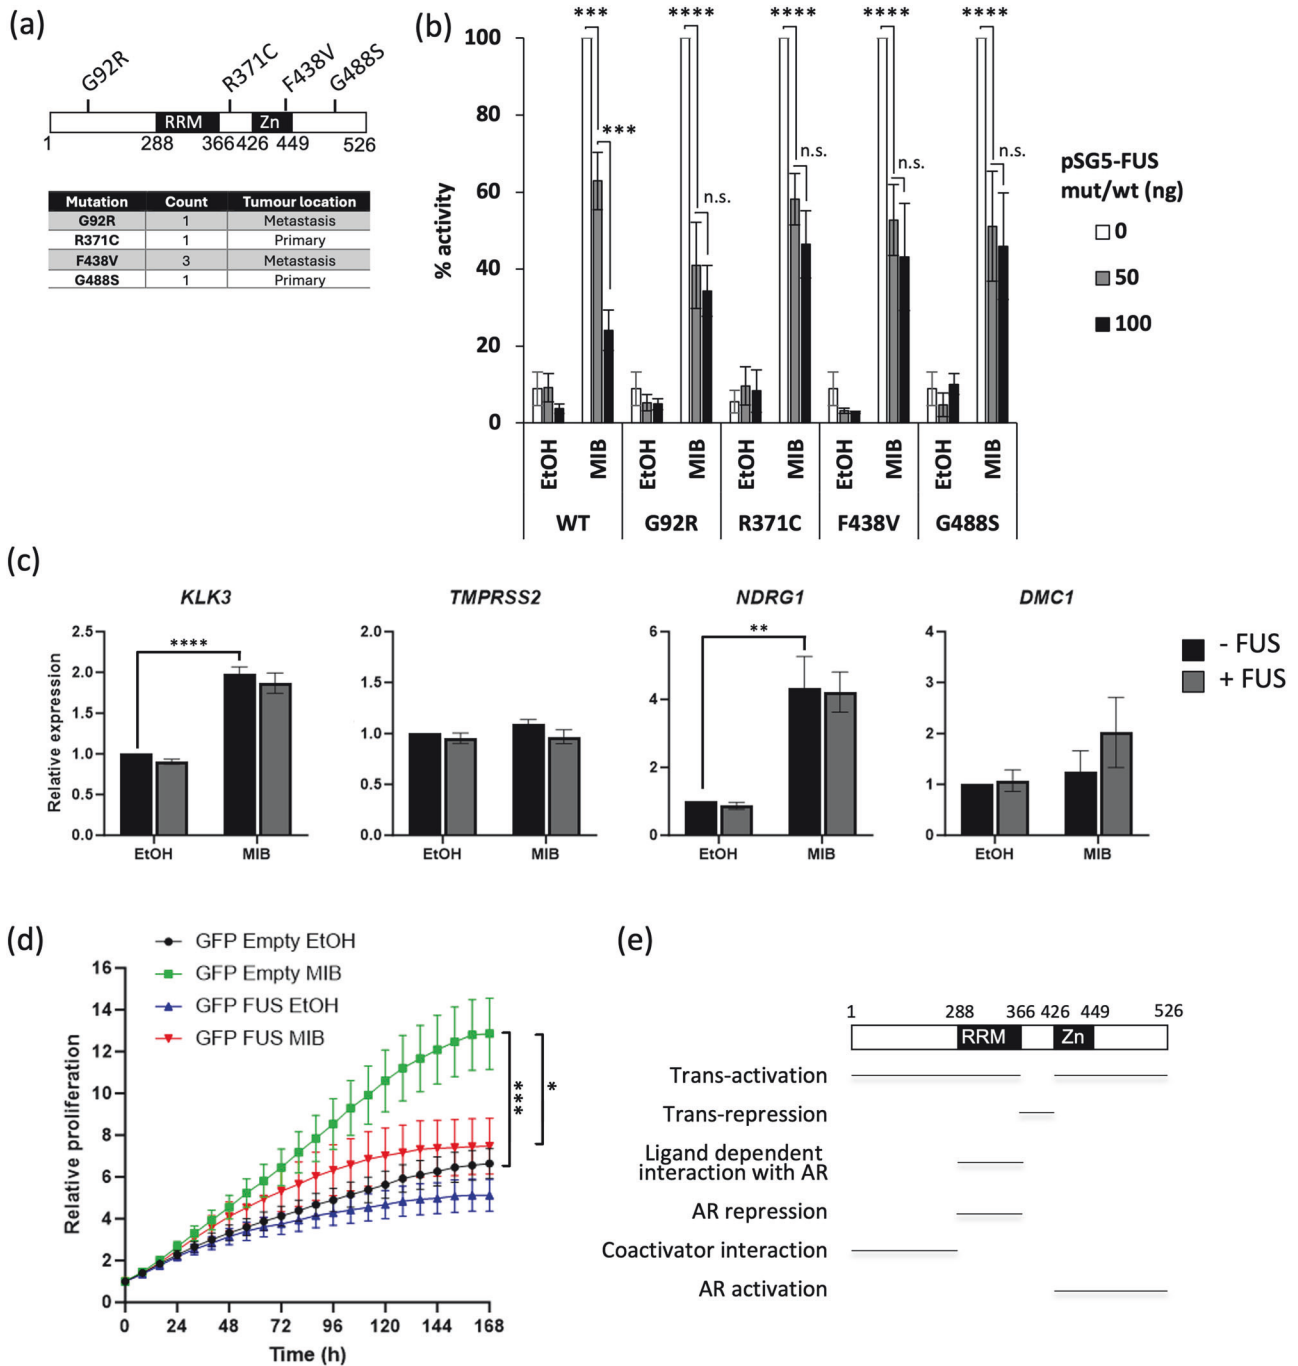 (a)
G92R
R371C
F438V
G488S
RRM
Zn
1
288
366
426
449
526
Mutation Count Tumour location
G92R 1 Metastasis
R371C 1 Primary
F438V 3 Metastasis
G488S 1 Primary
(b)
*** **** **** **** ****
***
n.s.
n.s.
n.s.
n.s.
100
80
60
40
20
0
% activity
EtOH MIB EtOH MIB EtOH MIB EtOH MIB EtOH MIB
WT G92R R371C F438V G488S
pSG5-FUS
mut/wt (ng)
0
50
100
(c)
KLK3
Relative expression
2.5
2.0
1.5
1.0
0.5
0.0
****
EtOH MIB
TMPRSS2
2.0
1.5
1.0
0.5
0.0
EtOH MIB
NDRG1
6
4
2
0
**
EtOH MIB
DMC1
4
3
2
1
0
EtOH MIB
- FUS
+ FUS
(d)
GFP Empty EtOH
GFP Empty MIB
GFP FUS EtOH
GFP FUS MIB
Relative proliferation
16
14
12
10
8
6
4
2
0
0 24 48 72 96 120 144 168
Time (h)
***
*
(e)
1 288 366 426 449 526
RRM Zn
Trans-activation
Trans-repression
Ligand dependent
interaction with AR
AR repression
Coactivator interaction
AR activation